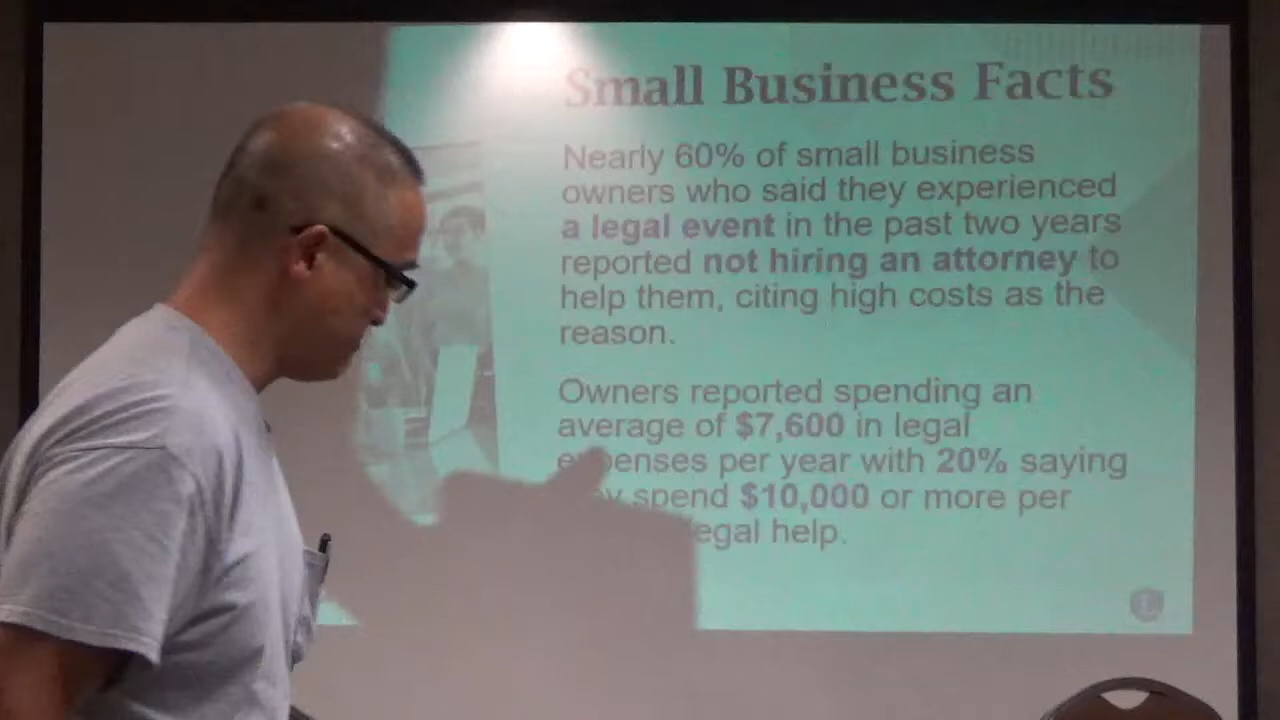 Small Business Facts
Nearly 60% of small business
owners who said they experienced
a legal event in the past two years
reported not hiring an attorney to
help them, citing high costs as the
reason.
Owners reported spending an
average of $7,600 in legal
expenses per year with 20% saying
spend $10,000 or more per
legal help.